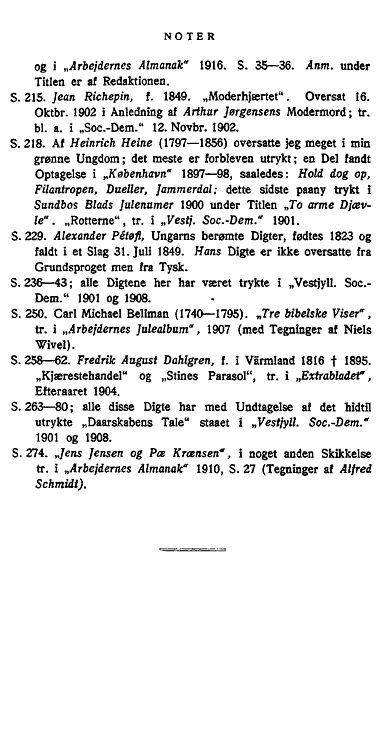 NOTER
og i „Arbejdernes Almanak“ 1916. S. 35—36. Anm. under
Titlen er af Redaktionen.
S. 215. Jean Richepin, f. 1849. „Moderhjærtet“. Oversat 16.
Oktbr. 1902 i Anledning af Arthur Jørgensens Modermord; tr.
bl. a. i „Soc.-Dem.“ 12. Novbr. 1902.
S. 218. Af Heinrich Heine (1797—1856) oversatte jeg meget i min
grønne Ungdom; det meste er forbleven utrykt; en Del fandt
Optagelse i „København“ 1897—98, saaledes: Hold dog op,
Filantropen, Dueller, Jammerdal; dette sidste paany trykt i
Sundbos Blads Julenumer 1900 under Titlen „To arme Djæv-
le“. „Rotterne“, tr. i „Vestj. Soc.-Dem.“ 1901.
S. 229. Alexander Pétøfi, Ungarns berømte Digter, fødtes 1823 og
faldt i et Slag 31. Juli 1849. Hans Digte er ikke oversatte fra
Grundsproget men fra Tysk.
S. 236—43; alle Digtene her har været trykte i „Vestjyll. Soc.-
Dem.“ 1901 og 1908.
S. 250. Carl Michael Bellman (1740—1795). „Tre bibelske Viser“,
tr. i „Arbejdernes Julealbum“, 1907 (med Tegninger af Niels
Wivel).
S. 258—62. Fredrik August Dahlgren, f. i Värmland 1816 † 1895.
„Kjærestehandel“ og „Stines Parasol“, tr. i „Extrabladet“,
Efteraaret 1904.
S. 263—80; alle disse Digte har med Undtagelse af det hidtil
utrykte „Daarskabens Tale“ staaet i „Vestjyll. Soc.-Dem.“
1901 og 1908.
S. 274. „Jens Jensen og Pæ Krænsen“, i noget anden Skikkelse
tr. i „Arbejdernes Almanak“ 1910, S. 27 (Tegninger af Alfred
Schmidt).